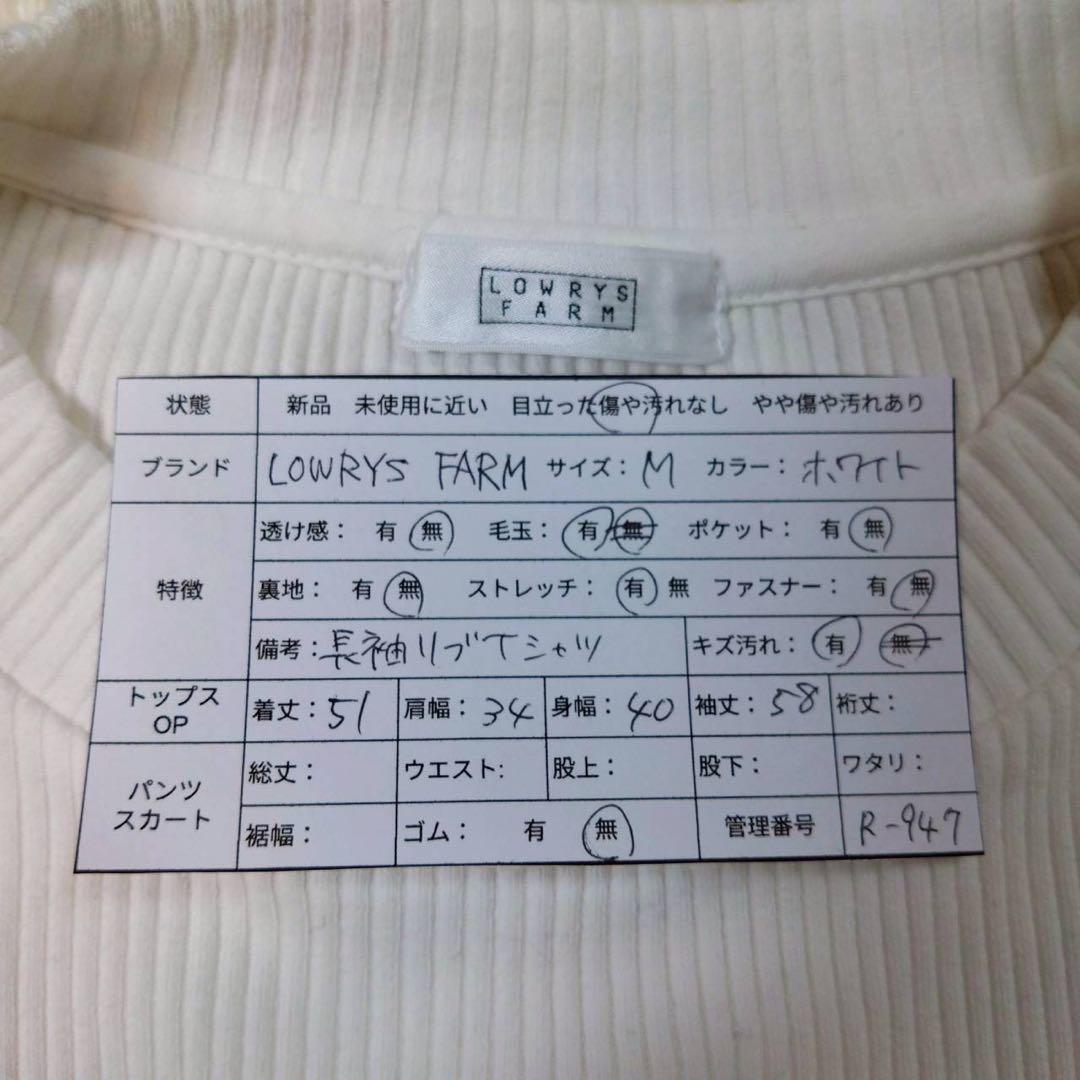 LOWRYS
FARM
状態 新品 未使用に近い 目立った傷や汚れなし やや傷や汚れあり
ブランド LOWRYS FARM サイズ: M カラー: ホワイト
特徴
透け感: 有 無 毛玉: 有 無 ポケット: 有 無
裏地: 有 無 ストレッチ: 有 無 ファスナー: 有 無
備考: 長袖リブTシャツ キズ汚れ: 有 無
トップス
OP
着丈: 51 肩幅: 34 身幅: 40 袖丈: 58 裄丈:
パンツ
スカート
総丈: ウエスト: 股上: 股下: ワタリ:
裾幅: ゴム: 有 無 管理番号 R-947